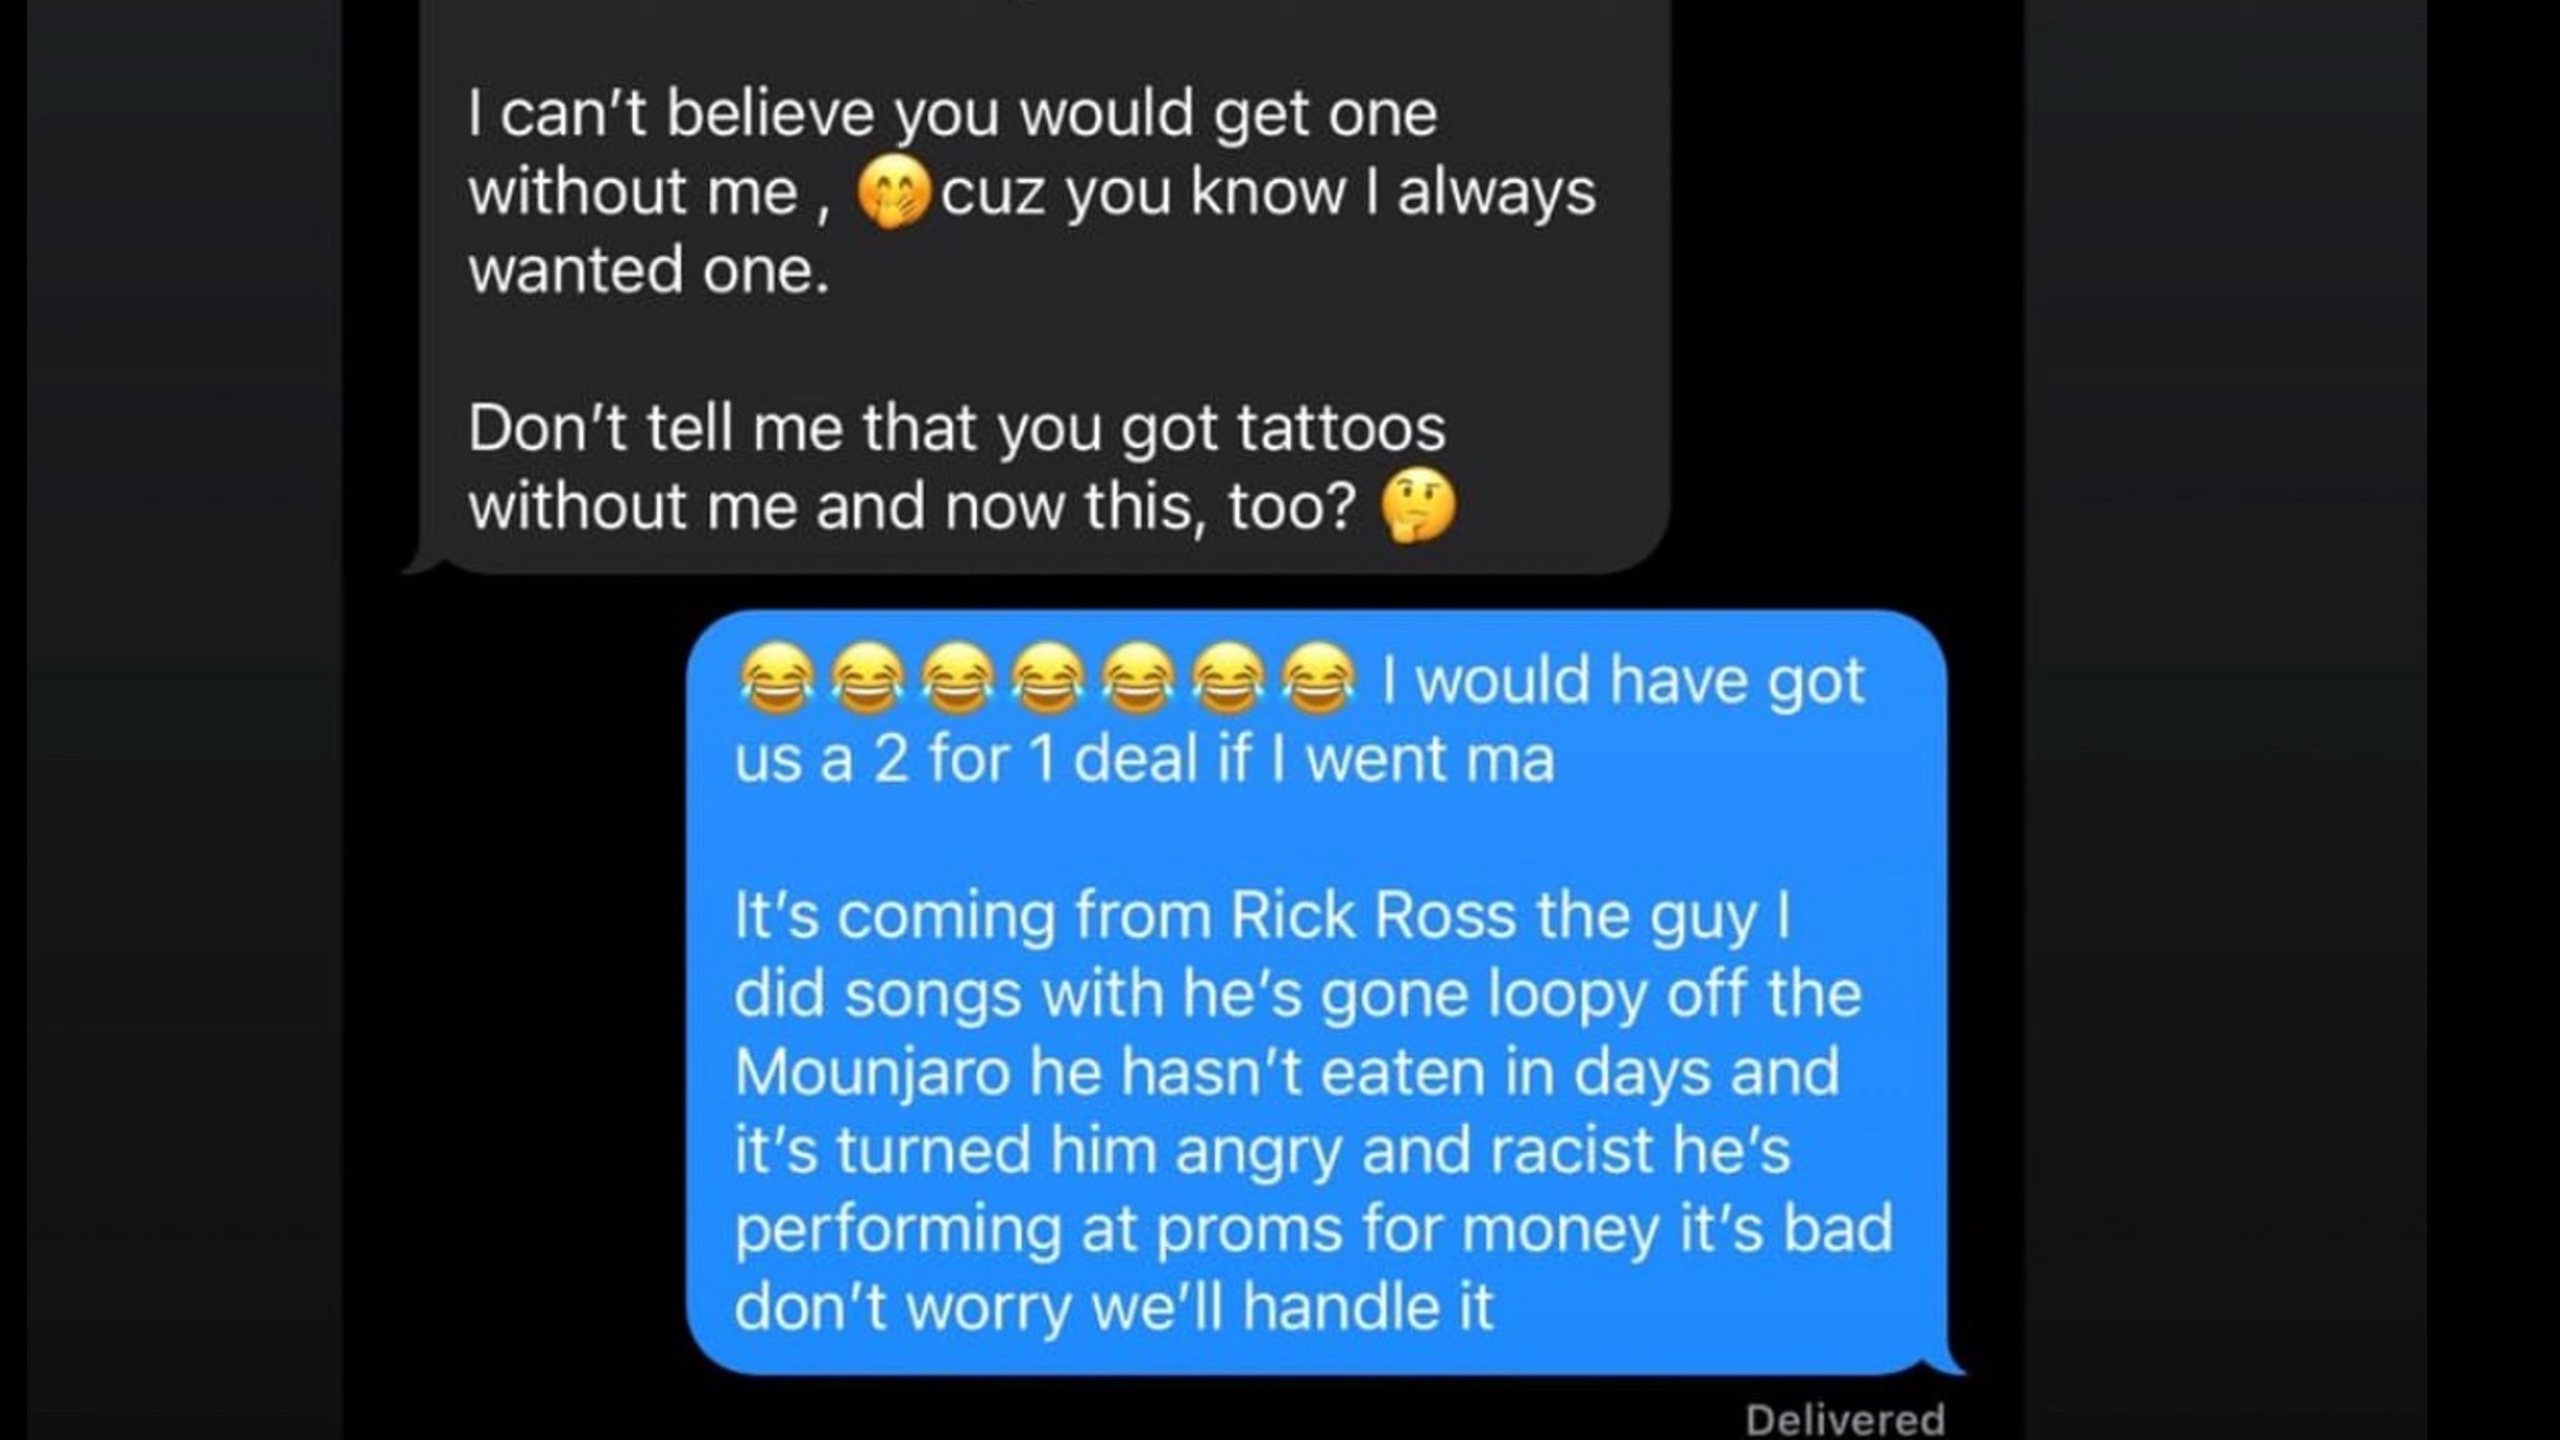 I can't believe you would get one
without me , 🤭cuz you know I always
wanted one.
Don't tell me that you got tattoos
without me and now this, too? 🤔
😂😂😂😂😂😂😂 I would have got
us a 2 for 1 deal if I went ma
It's coming from Rick Ross the guy I
did songs with he's gone loopy off the
Mounjaro he hasn't eaten in days and
it's turned him angry and racist he's
performing at proms for money it's bad
don't worry we'll handle it
Delivered